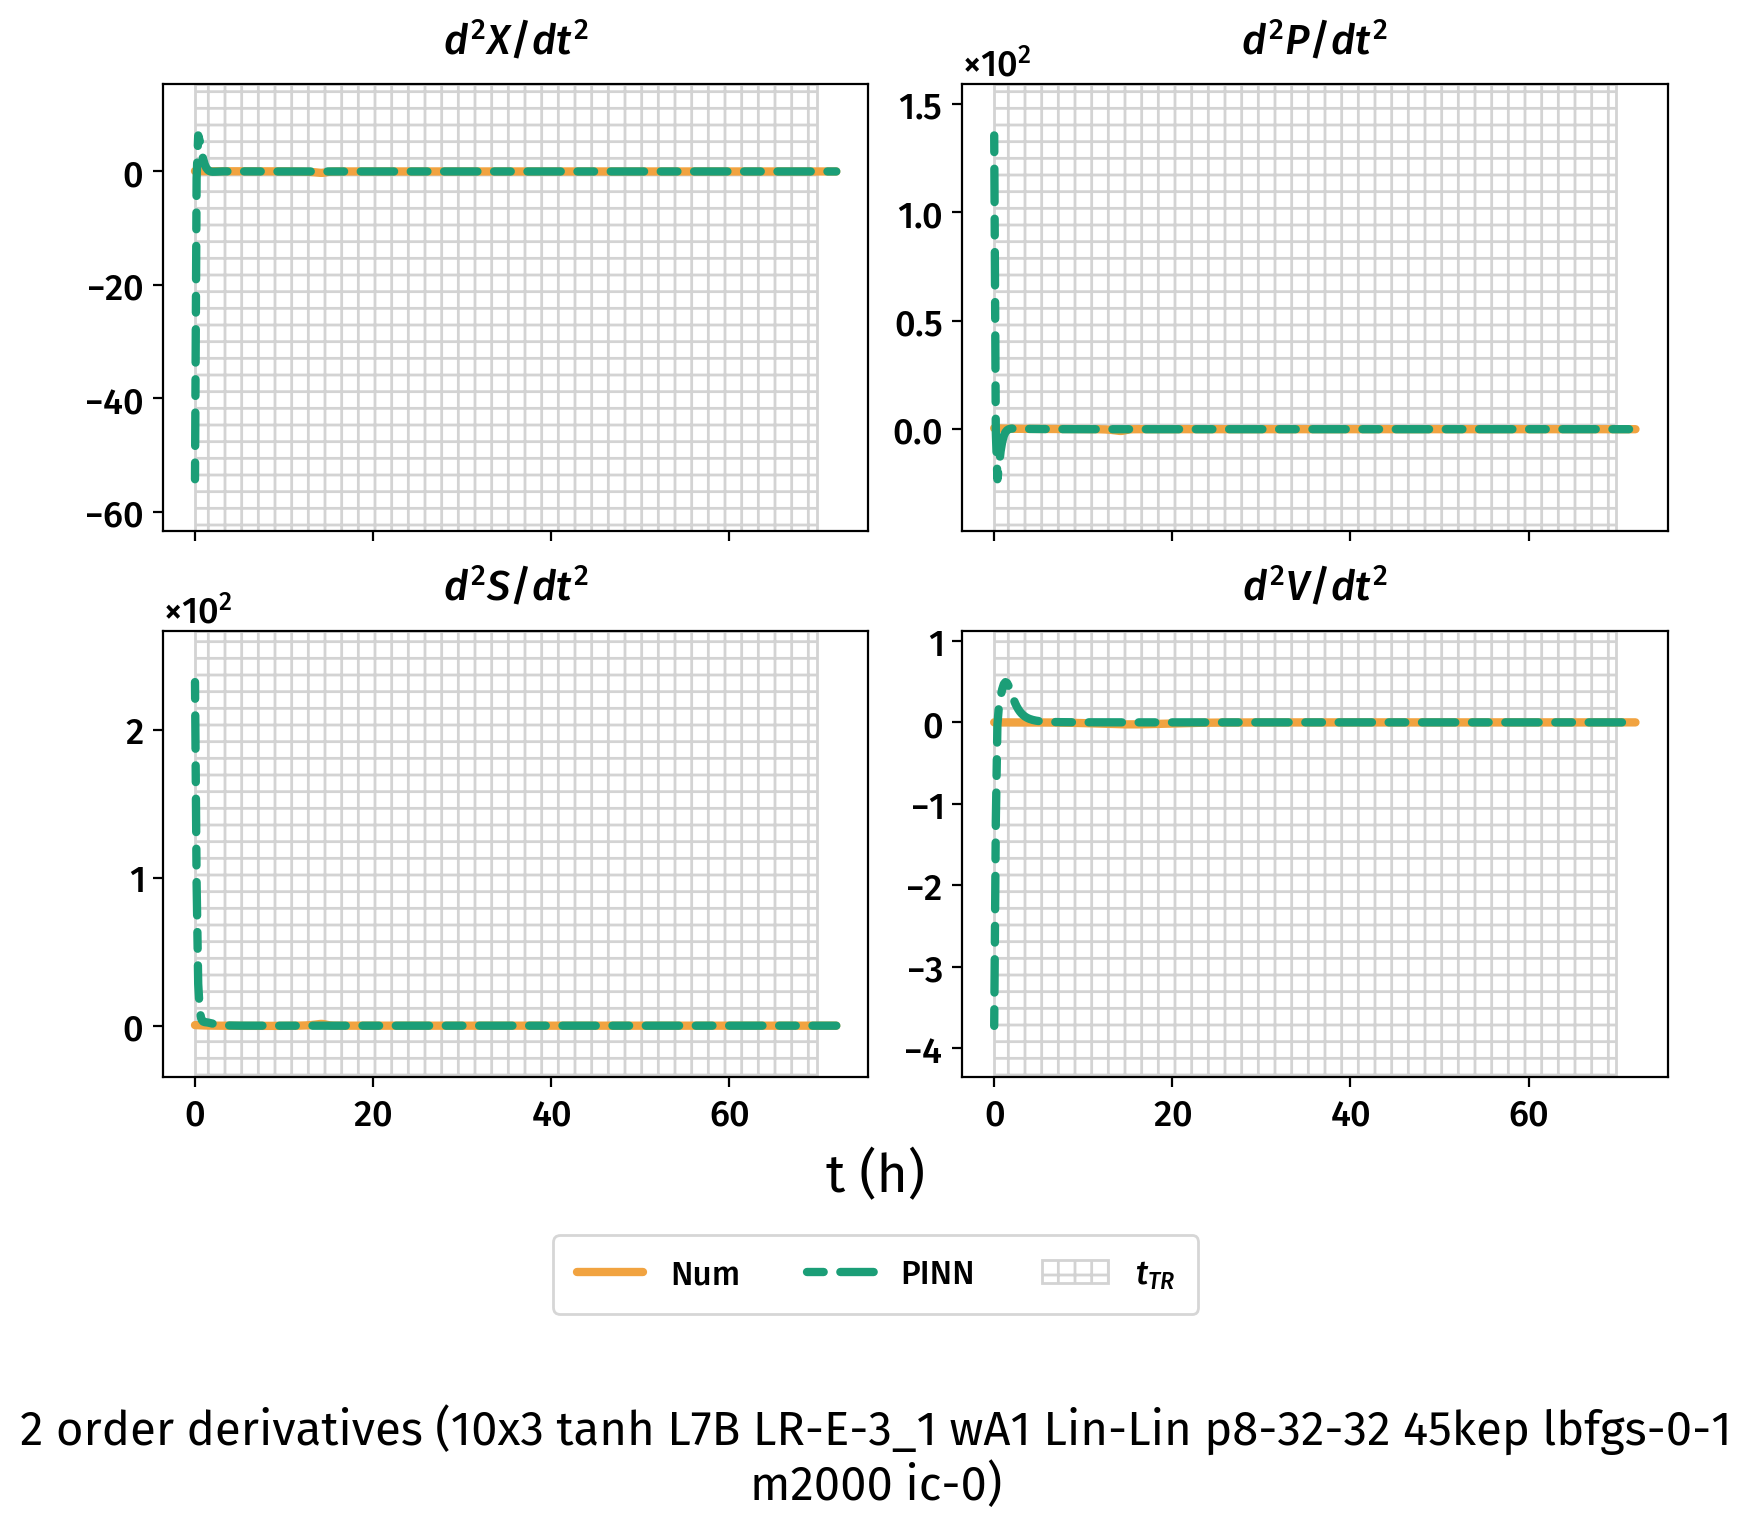 d²X/dt²
d²P/dt²
×10²
0
−20
−40
−60
1.5
1.0
0.5
0.0
d²S/dt²
d²V/dt²
×10²
2
1
0
1
0
−1
−2
−3
−4
0 20 40 60
0 20 40 60
t (h)
Num PINN t_TR
2 order derivatives (10x3 tanh L7B LR-E-3_1 wA1 Lin-Lin p8-32-32 45kep lbfgs-0-1
m2000 ic-0)